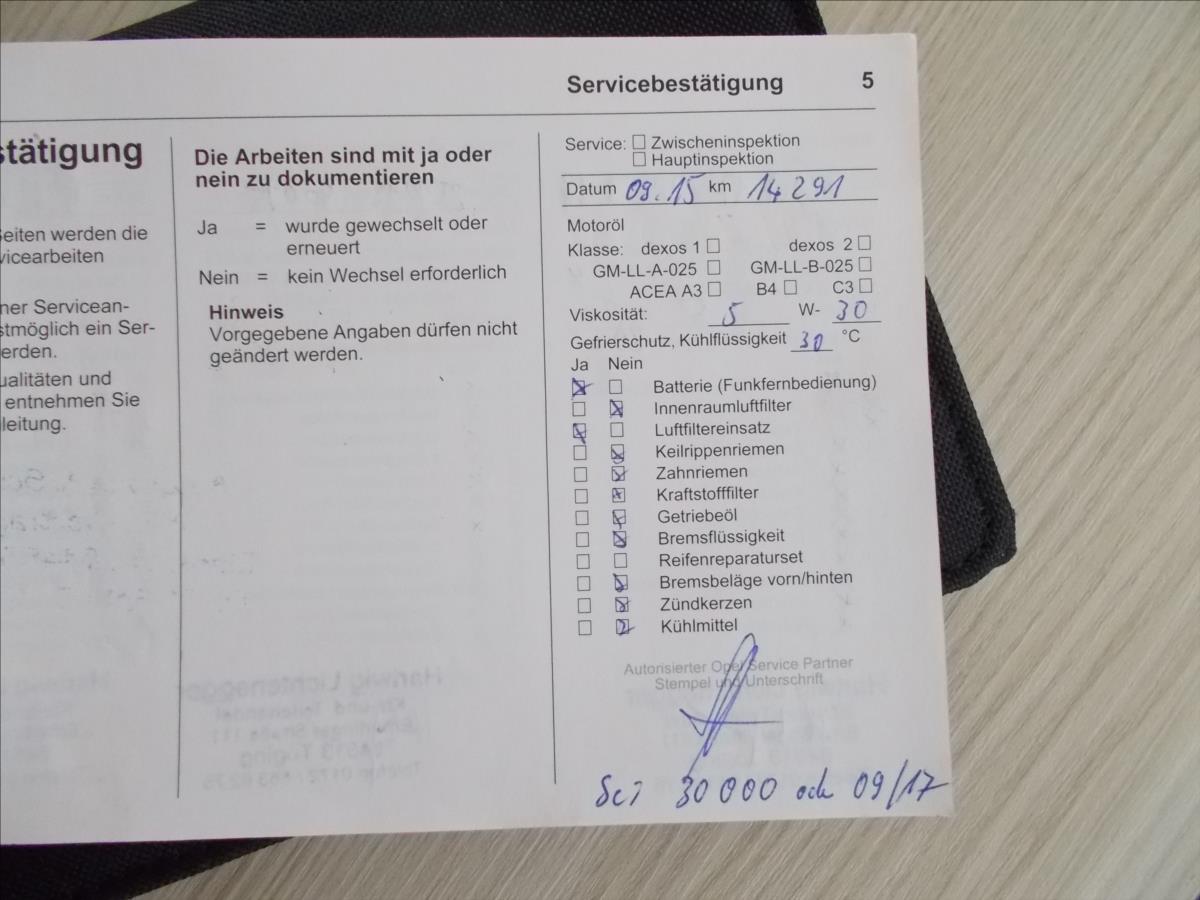 Servicebestätigung 5
stätigung
Seiten werden die
vicearbeiten
ner Servicean-
stmöglich ein Ser-
erden.
ualitäten und
entnehmen Sie
leitung.
Die Arbeiten sind mit ja oder
nein zu dokumentieren
Ja = wurde gewechselt oder
erneuert
Nein = kein Wechsel erforderlich
Hinweis
Vorgegebene Angaben dürfen nicht
geändert werden.
Service: ☐ Zwischeninspektion
☐ Hauptinspektion
Datum 09.15 km 14291
Motoröl
Klasse: dexos 1 ☐ dexos 2 ☐
GM-LL-A-025 ☐ GM-LL-B-025 ☐
ACEA A3 ☐ B4 ☐ C3 ☐
Viskosität: 5 W- 30
Gefrierschutz, Kühlflüssigkeit 30 °C
Ja Nein
☒ ☐ Batterie (Funkfernbedienung)
☐ ☒ Innenraumluftfilter
☒ ☐ Luftfiltereinsatz
☐ ☒ Keilrippenriemen
☐ ☒ Zahnriemen
☐ ☒ Kraftstofffilter
☐ ☒ Getriebeöl
☐ ☒ Bremsflüssigkeit
☐ ☐ Reifenreparaturset
☐ ☒ Bremsbeläge vorn/hinten
☐ ☒ Zündkerzen
☐ ☒ Kühlmittel
Autorisierter Opel Service Partner
Stempel und Unterschrift
30 000 09/17